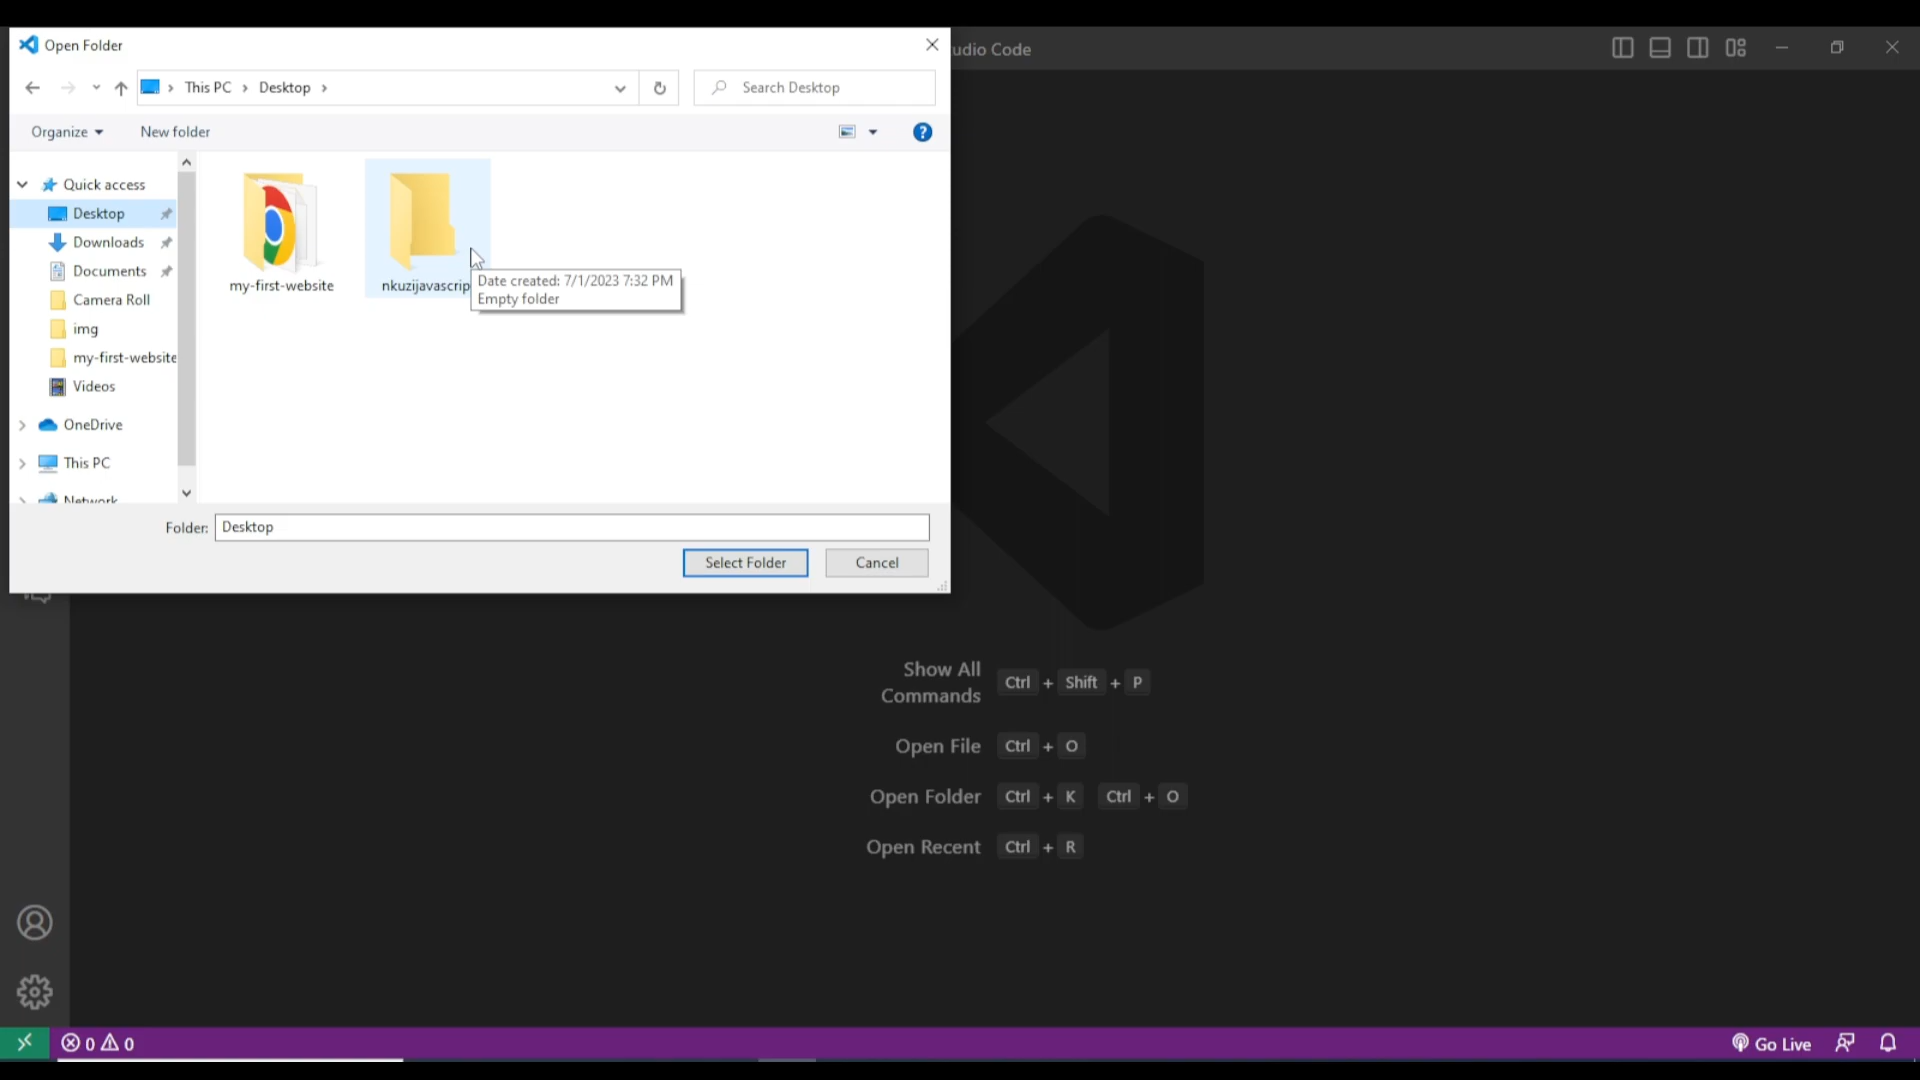 Open Folder
udio Code
This PC
Desktop
Search Desktop
Organize
New folder
Quick access
Desktop
Downloads
Documents
Camera Roll
img
my-first-website
Videos
OneDrive
This PC
Network
my-first-website
nkuzijavascrip
Date created: 7/1/2023 7:32 PM
Empty folder
Folder: Desktop
Select Folder
Cancel
Show All
Commands
Ctrl + Shift + P
Open File Ctrl + O
Open Folder Ctrl + K Ctrl + O
Open Recent Ctrl + R
0 0
Go Live